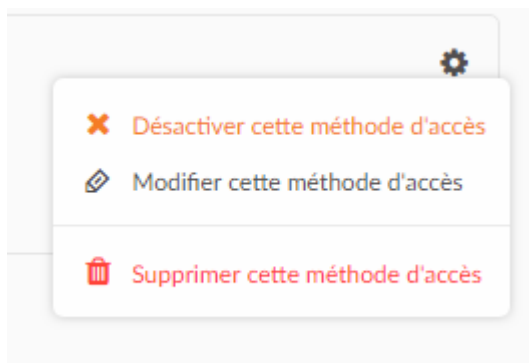 Désactiver cette méthode d'accès
Modifier cette méthode d'accès
Supprimer cette méthode d'accès